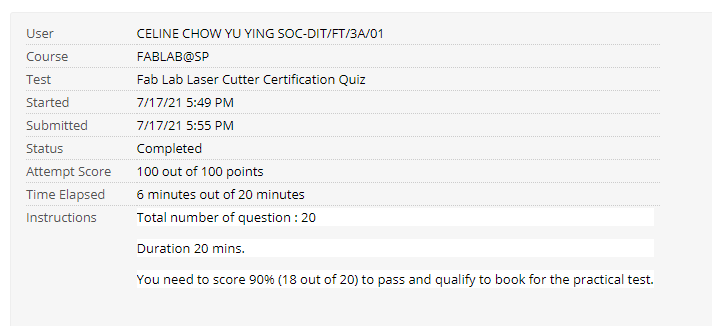 User CELINE CHOW YU YING SOC-DIT/FT/3A/01
Course FABLAB@SP
Test Fab Lab Laser Cutter Certification Quiz
Started 7/17/21 5:49 PM
Submitted 7/17/21 5:55 PM
Status Completed
Attempt Score 100 out of 100 points
Time Elapsed 6 minutes out of 20 minutes
Instructions Total number of question : 20
Duration 20 mins.
You need to score 90% (18 out of 20) to pass and qualify to book for the practical test.